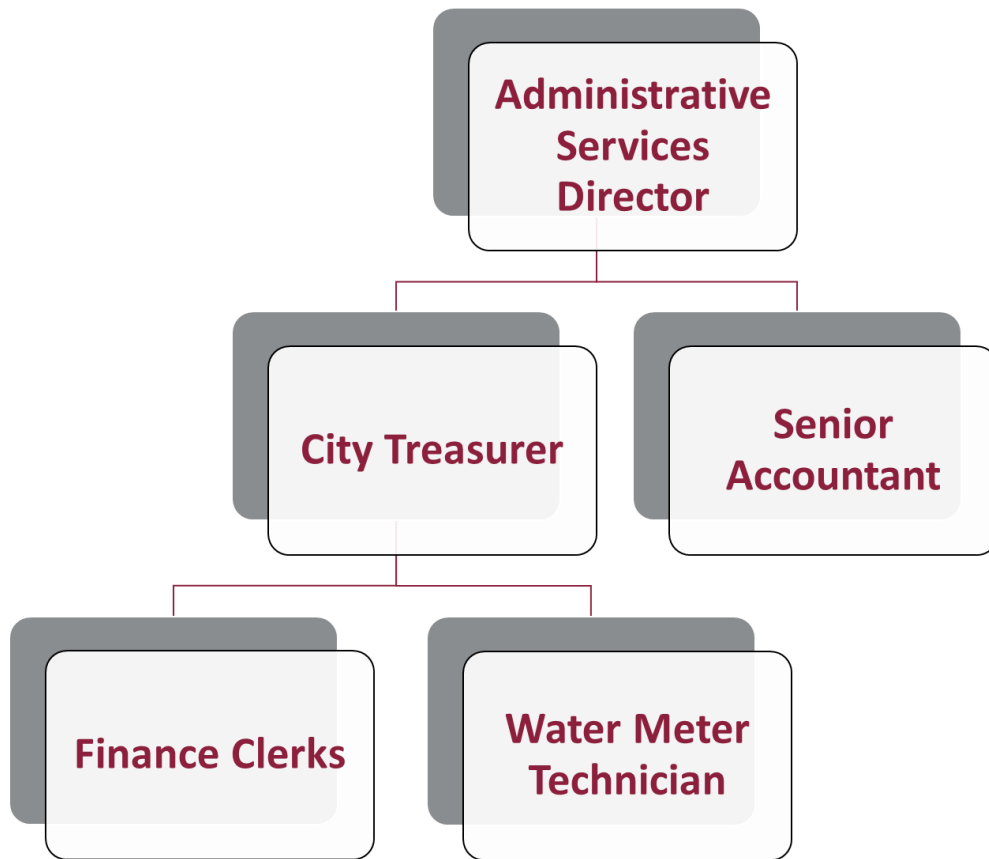 Administrative
Services
Director
City Treasurer
Senior
Accountant
Finance Clerks
Water Meter
Technician